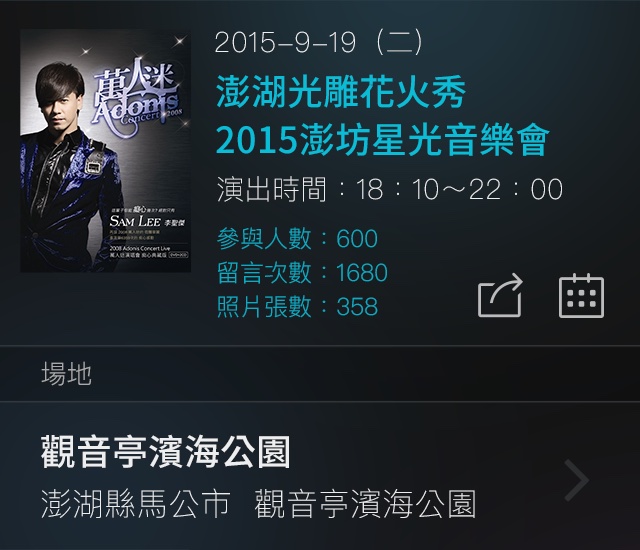 2015-9-19 (二)
澎湖光雕花火秀
2015澎坊星光音樂會
演出時間：18：10～22：00
參與人數：600
留言次數：1680
照片張數：358
萬人迷
Adonis
Concert 2008
SAM LEE 李聖傑
2008 Adonis Concert Live
場地
觀音亭濱海公園
澎湖縣馬公市 觀音亭濱海公園